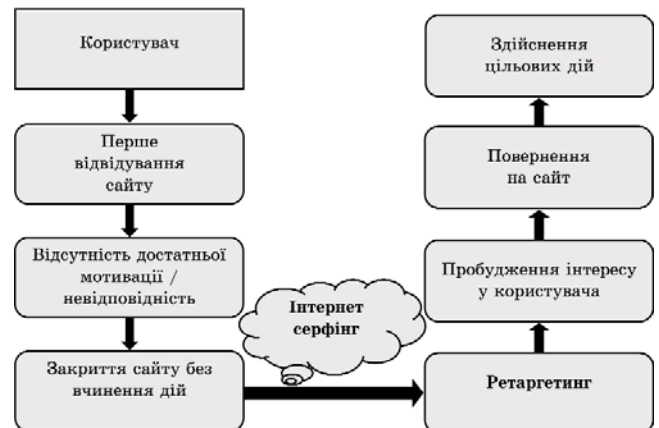 Користувач
Перше
відвідування
сайту
Відсутність достатньої
мотивації /
невідповідність
Закриття сайту без
вчинення дій
Інтернет
серфінг
Ретаргетинг
Пробудження інтересу
у користувача
Повернення
на сайт
Здійснення
цільових дій